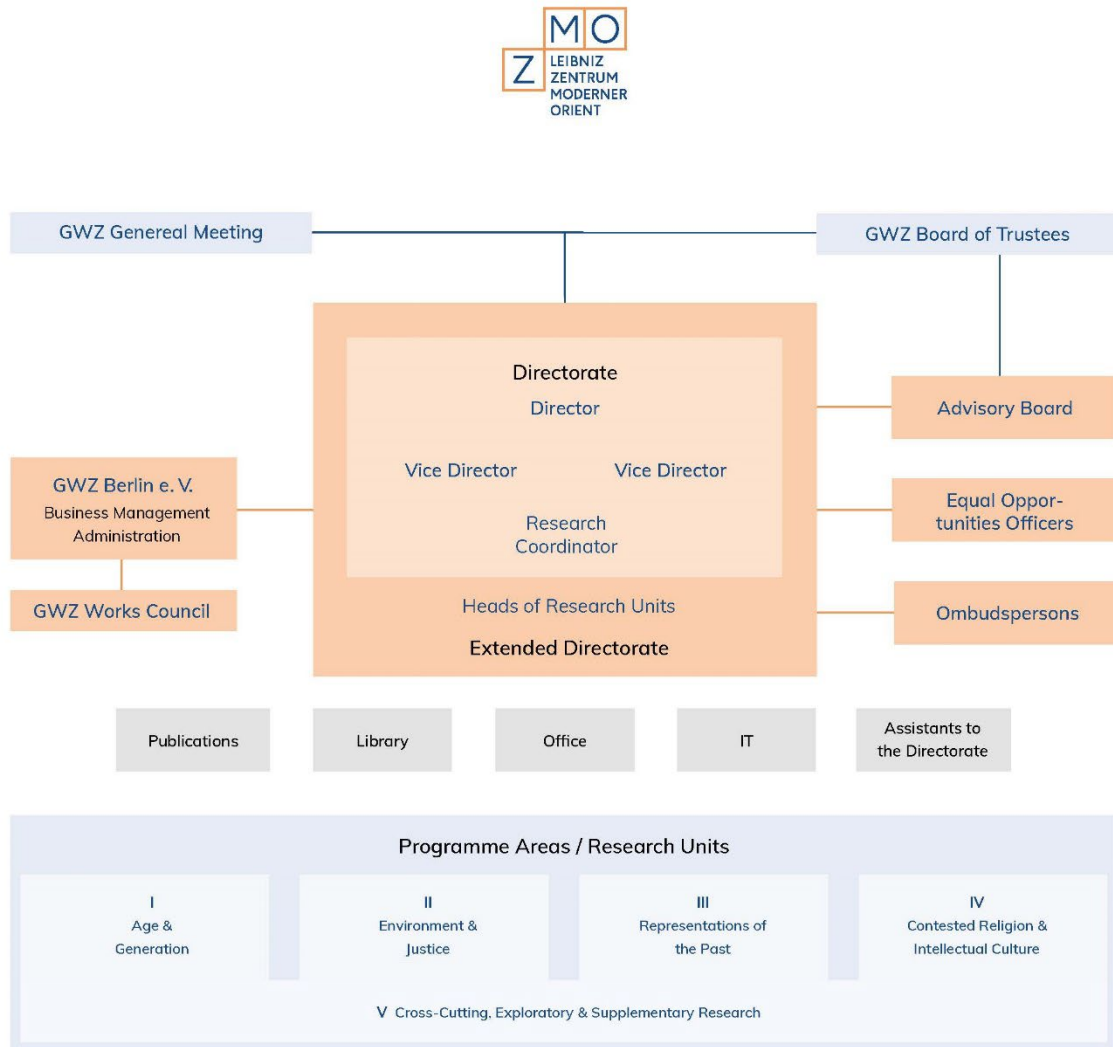 M O
Z
LEIBNIZ
ZENTRUM
MODERNER
ORIENT
GWZ Genereal Meeting
GWZ Board of Trustees
Directorate
Director
Vice Director
Vice Director
Research
Coordinator
Heads of Research Units
Extended Directorate
GWZ Berlin e. V.
Business Management
Administration
GWZ Works Council
Advisory Board
Equal Oppor-
tunities Officers
Ombudspersons
Publications
Library
Office
IT
Assistants to
the Directorate
Programme Areas / Research Units
I
Age &
Generation
II
Environment &
Justice
III
Representations of
the Past
IV
Contested Religion &
Intellectual Culture
V Cross-Cutting, Exploratory & Supplementary Research